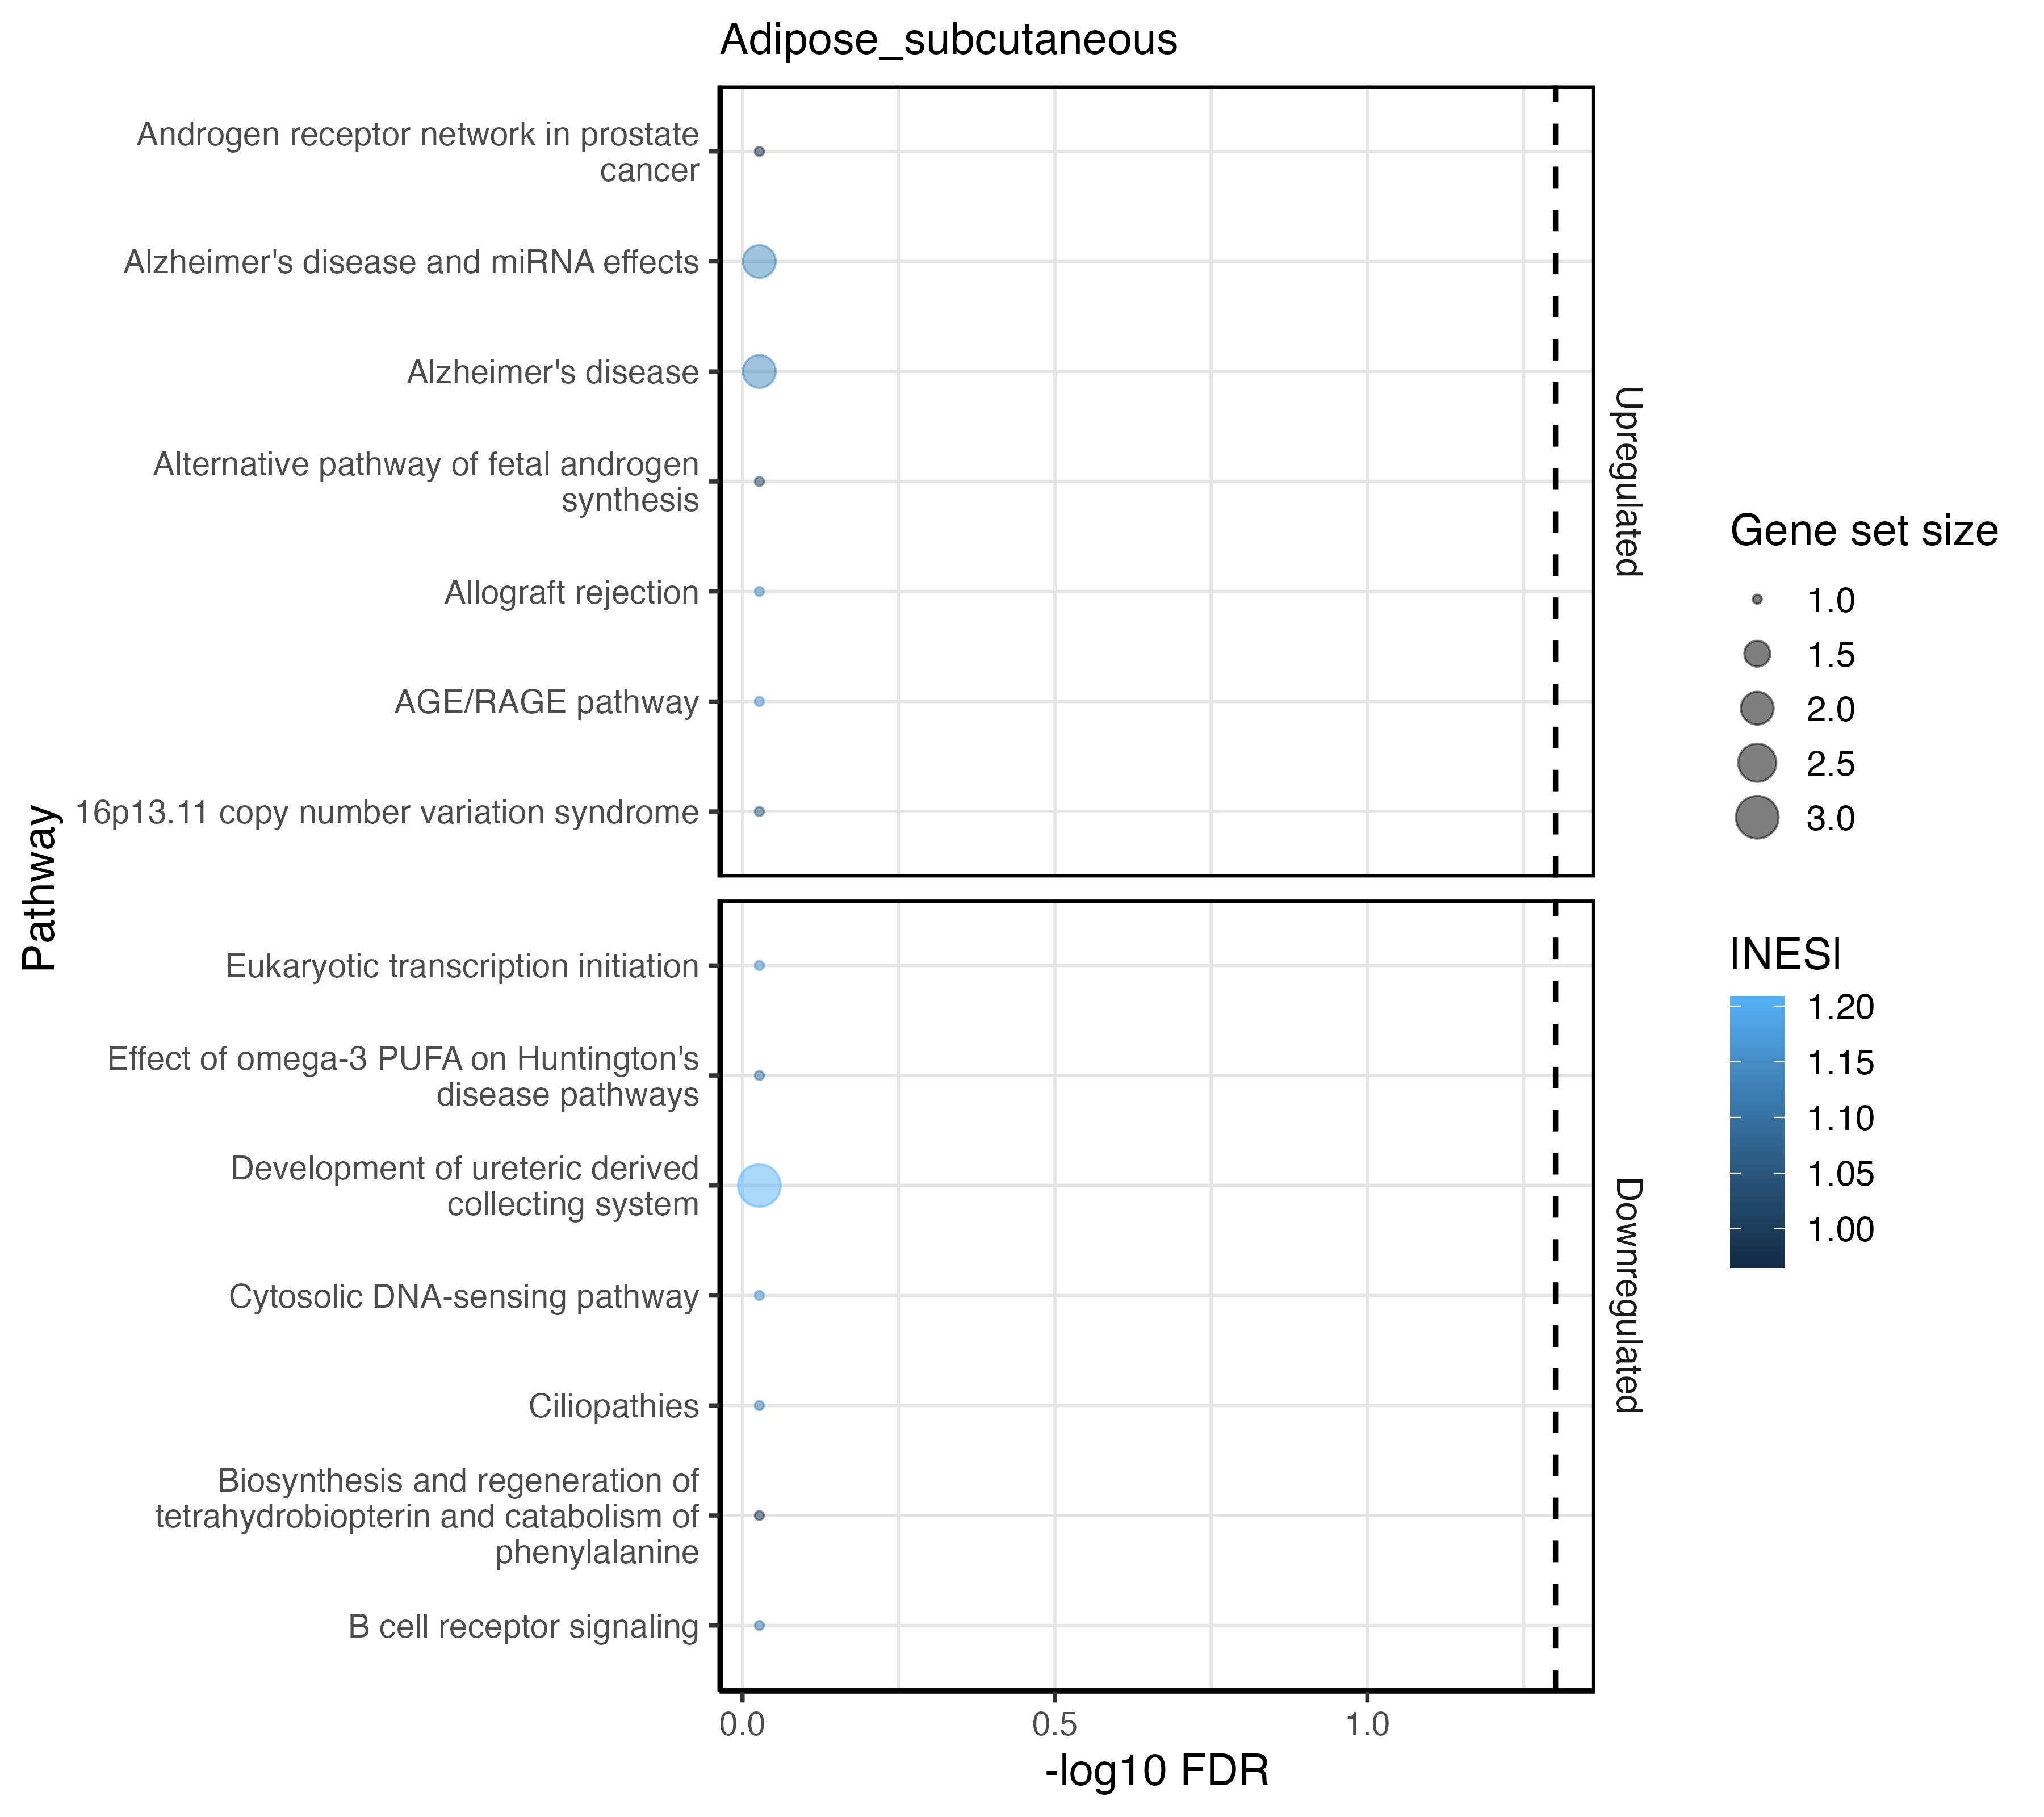 Adipose_subcutaneous
Androgen receptor network in prostate
cancer
Alzheimer's disease and miRNA effects
Alzheimer's disease
Alternative pathway of fetal androgen
synthesis
Allograft rejection
AGE/RAGE pathway
16p13.11 copy number variation syndrome
Upregulated
Eukaryotic transcription initiation
Effect of omega-3 PUFA on Huntington's
disease pathways
Development of ureteric derived
collecting system
Cytosolic DNA-sensing pathway
Ciliopathies
Biosynthesis and regeneration of
tetrahydrobiopterin and catabolism of
phenylalanine
B cell receptor signaling
Downregulated
Pathway
0.0
0.5
1.0
-log10 FDR
Gene set size
1.0
1.5
2.0
2.5
3.0
|NES|
1.20
1.15
1.10
1.05
1.00